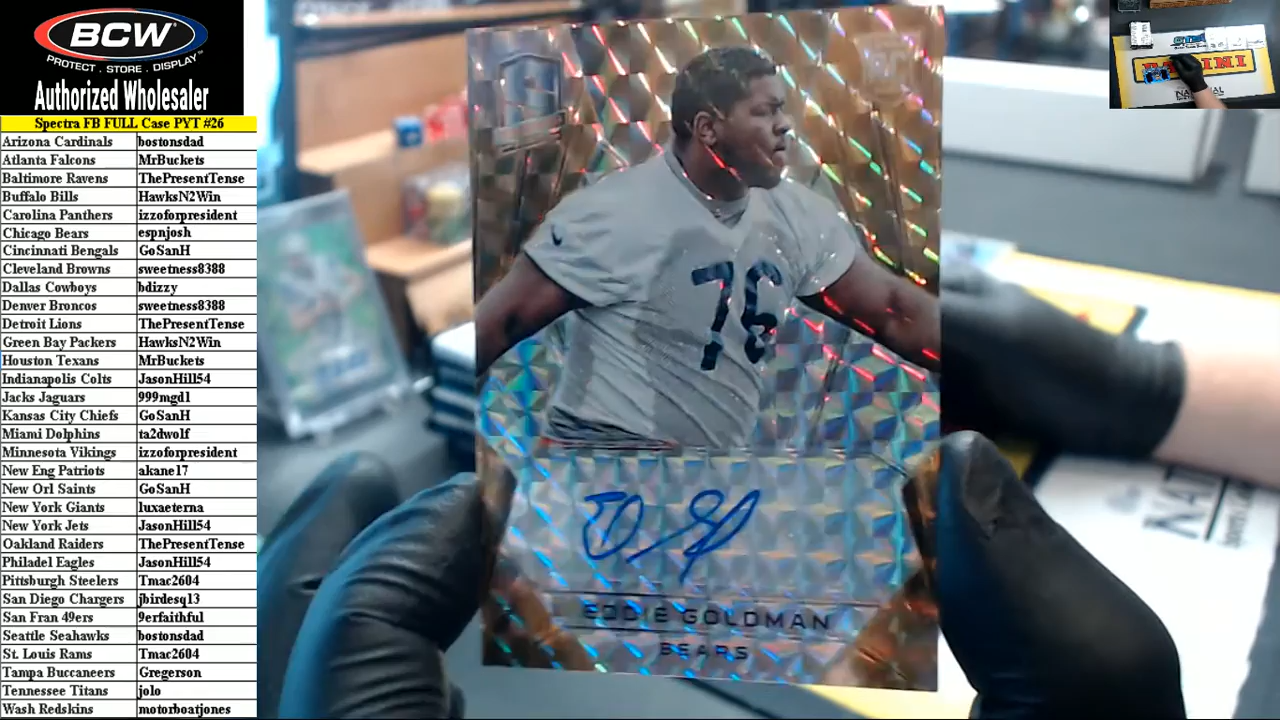 BCW
PROTECT . STORE . DISPLAY
Authorized Wholesaler
Spectra FB FULL Case PYT #26
Arizona Cardinals bostonsdad
Atlanta Falcons MrBuckets
Baltimore Ravens ThePresentTense
Buffalo Bills HawksN2Win
Carolina Panthers izzoforpresident
Chicago Bears espnjosh
Cincinnati Bengals GoSanH
Cleveland Browns sweetness8388
Dallas Cowboys bdizzy
Denver Broncos sweetness8388
Detroit Lions ThePresentTense
Green Bay Packers HawksN2Win
Houston Texans MrBuckets
Indianapolis Colts JasonHill54
Jacks Jaguars 999mgd1
Kansas City Chiefs GoSanH
Miami Dolphins ta2dwolf
Minnesota Vikings izzoforpresident
New Eng Patriots akane17
New Orl Saints GoSanH
New York Giants luxaeterna
New York Jets JasonHill54
Oakland Raiders ThePresentTense
Philadel Eagles JasonHill54
Pittsburgh Steelers Tmac2604
San Diego Chargers jbirdesq13
San Fran 49ers 9erfaithful
Seattle Seahawks bostonsdad
St. Louis Rams Tmac2604
Tampa Buccaneers Gregerson
Tennessee Titans jolo
Wash Redskins motorboatjones
76
EDDIE GOLDMAN
BEARS
PANINI